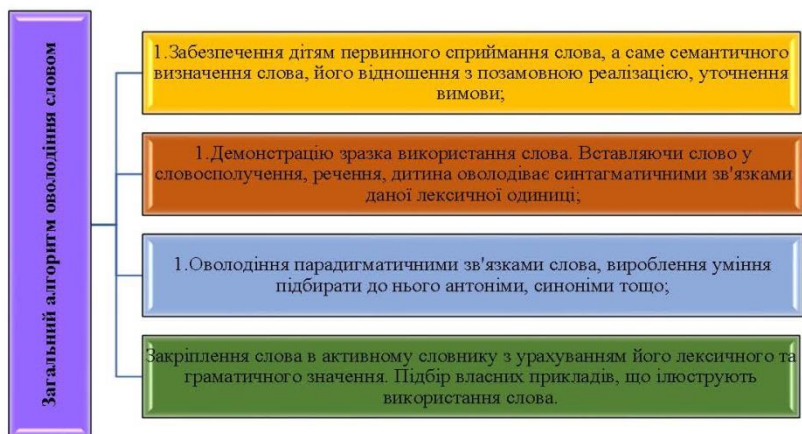 Загальний алгоритм оволодіння словом
1.Забезпечення дітям первинного сприймання слова, а саме семантичного
визначення слова, його відношення з позамовною реалізацією, уточнення
вимови;
1.Демонстрацію зразка використання слова. Вставляючи слово у
словосполучення, речення, дитина оволодіває синтагматичними зв'язками
даної лексичної одиниці;
1.Оволодіння парадигматичними зв'язками слова, вироблення уміння
підбирати до нього антоніми, синоніми тощо;
Закріплення слова в активному словнику з урахуванням його лексичного та
граматичного значення. Підбір власних прикладів, що ілюструють
використання слова.